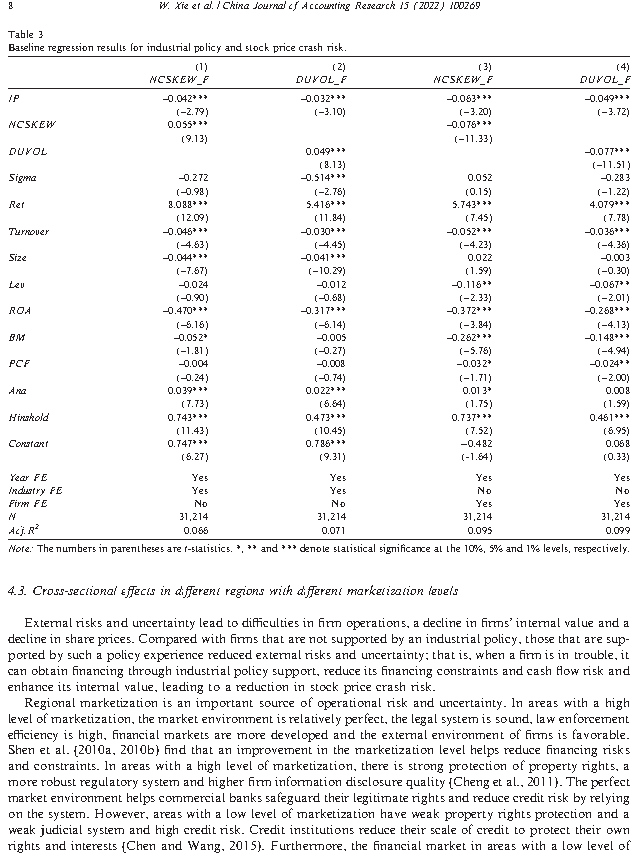 8 W. Xie et al. / China Journal of Accounting Research 15 (2022) 100269
Table 3
Baseline regression results for industrial policy and stock price crash risk.
(1) (2) (3) (4)
NCSKEW_F DUVOL_F NCSKEW_F DUVOL_F
IP −0.042*** −0.032*** −0.063*** −0.049***
(−2.79) (−3.10) (−3.20) (−3.72)
NCSKEW 0.055*** −0.076***
(9.13) (−11.33)
DUVOL 0.049*** −0.077***
(8.13) (−11.51)
Sigma −0.272 −0.514*** 0.052 −0.283
(−0.98) (−2.76) (0.15) (−1.22)
Ret 8.088*** 5.416*** 5.743*** 4.079***
(12.09) (11.84) (7.45) (7.78)
Turnover −0.046*** −0.030*** −0.052*** −0.036***
(−4.63) (−4.45) (−4.23) (−4.36)
Size −0.044*** −0.041*** 0.022 −0.003
(−7.67) (−10.29) (1.59) (−0.30)
Lev −0.024 −0.012 −0.116** −0.067**
(−0.90) (−0.68) (−2.33) (−2.01)
ROA −0.470*** −0.317*** −0.372*** −0.268***
(−6.16) (−6.14) (−3.84) (−4.13)
BM −0.052* −0.005 −0.262*** −0.148***
(−1.81) (−0.27) (−5.76) (−4.94)
PCF −0.004 −0.008 −0.032* −0.024**
(−0.24) (−0.74) (−1.71) (−2.00)
Ana 0.039*** 0.022*** 0.013* 0.008
(7.73) (6.64) (1.75) (1.59)
Hinshold 0.743*** 0.473*** 0.737*** 0.461***
(11.43) (10.45) (7.52) (6.95)
Constant 0.747*** 0.786*** −0.482 0.068
(6.27) (9.31) (-1.64) (0.33)
Year FE Yes Yes Yes Yes
Industry FE Yes Yes No No
Firm FE No No Yes Yes
N 31,214 31,214 31,214 31,214
Adj. R² 0.066 0.071 0.095 0.099
Note: The numbers in parentheses are t-statistics. *, ** and *** denote statistical significance at the 10%, 5% and 1% levels, respectively.
4.3. Cross-sectional effects in different regions with different marketization levels
External risks and uncertainty lead to difficulties in firm operations, a decline in firms' internal value and a
decline in share prices. Compared with firms that are not supported by an industrial policy, those that are sup-
ported by such a policy experience reduced external risks and uncertainty; that is, when a firm is in trouble, it
can obtain financing through industrial policy support, reduce its financing constraints and cash flow risk and
enhance its internal value, leading to a reduction in stock price crash risk.
Regional marketization is an important source of operational risk and uncertainty. In areas with a high
level of marketization, the market environment is relatively perfect, the legal system is sound, law enforcement
efficiency is high, financial markets are more developed and the external environment of firms is favorable.
Shen et al. {2010a, 2010b) find that an improvement in the marketization level helps reduce financing risks
and constraints. In areas with a high level of marketization, there is strong protection of property rights, a
more robust regulatory system and higher firm information disclosure quality {Cheng et al., 2011}. The perfect
market environment helps commercial banks safeguard their legitimate rights and reduce credit risk by relying
on the system. However, areas with a low level of marketization have weak property rights protection and a
weak judicial system and high credit risk. Credit institutions reduce their scale of credit to protect their own
rights and interests {Chen and Wang, 2015}. Furthermore, the financial market in areas with a low level of